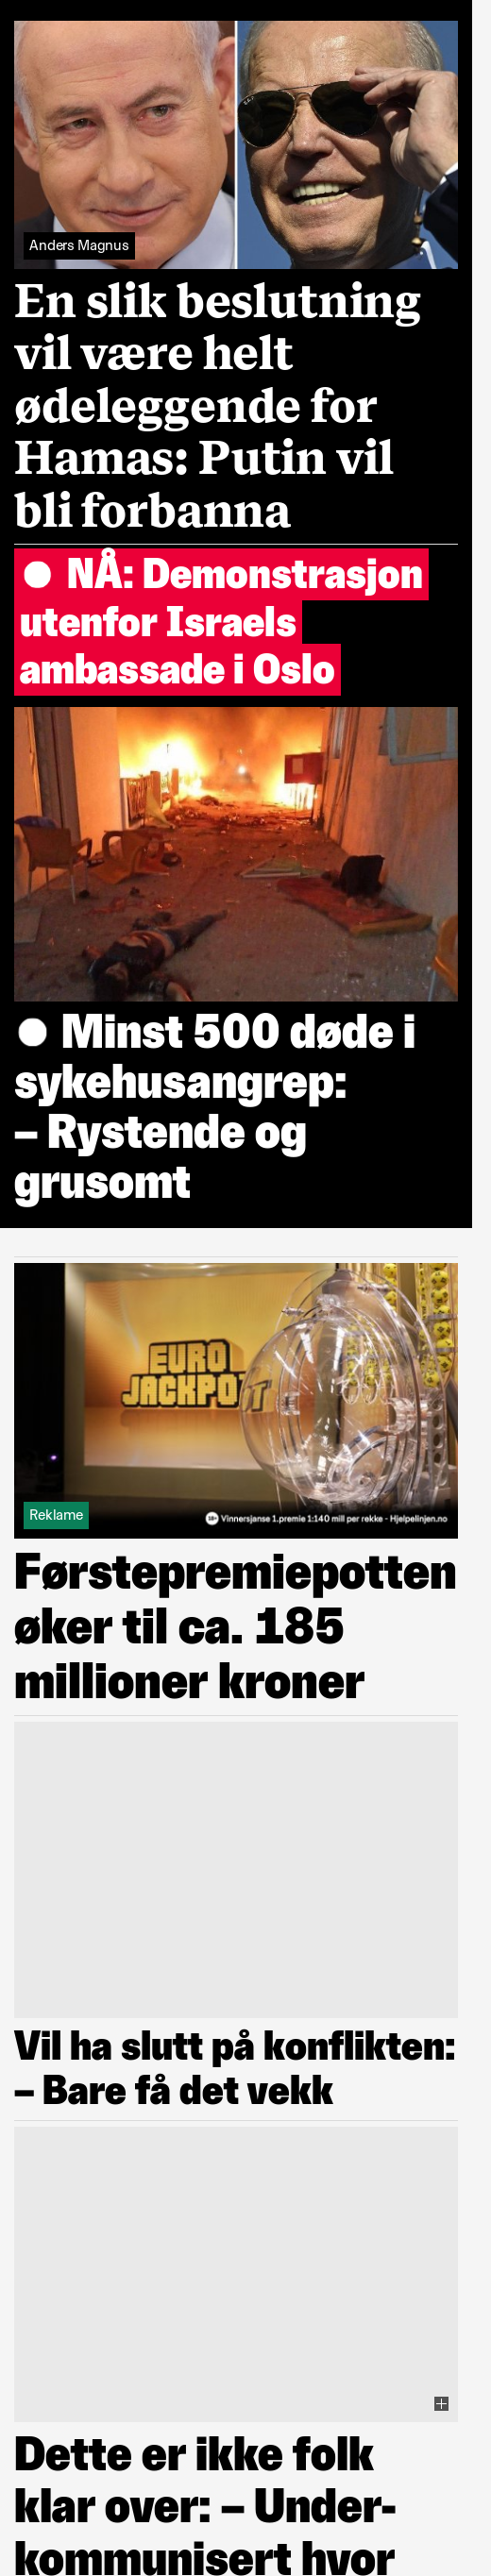 Anders Magnus
En slik beslutning
vil være helt
ødeleggende for
Hamas: Putin vil
bli forbanna
NÅ: Demonstrasjon
utenfor Israels
ambassade i Oslo
Minst 500 døde i
sykehusangrep:
– Rystende og
grusomt
EURO
JACKPOT
Reklame
18+ Vinnersjanse 1.premie 1:140 mill per rekke - Hjelpelinjen.no
Førstepremiepotten
øker til ca. 185
millioner kroner
Vil ha slutt på konflikten:
– Bare få det vekk
Dette er ikke folk
klar over: – Under-
kommunisert hvor